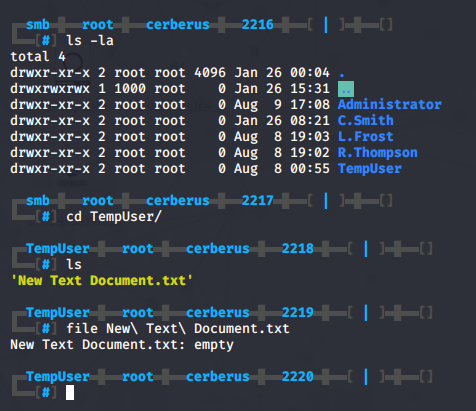 smb root cerberus 2216 [ | ] []
[#] ls -la
total 4
drwxr-xr-x 2 root root 4096 Jan 26 00:04 .
drwxrwxrwx 1 1000 root 0 Jan 26 15:31 ..
drwxr-xr-x 2 root root 0 Aug 9 17:08 Administrator
drwxr-xr-x 2 root root 0 Jan 26 08:21 C.Smith
drwxr-xr-x 2 root root 0 Aug 8 19:03 L.Frost
drwxr-xr-x 2 root root 0 Aug 8 19:02 R.Thompson
drwxr-xr-x 2 root root 0 Aug 8 00:55 TempUser
smb root cerberus 2217 [ | ] []
[#] cd TempUser/
TempUser root cerberus 2218 [ | ] []
[#] ls
'New Text Document.txt'
TempUser root cerberus 2219 [ | ] []
[#] file New\ Text\ Document.txt
New Text Document.txt: empty
TempUser root cerberus 2220 [ | ] []
[#]